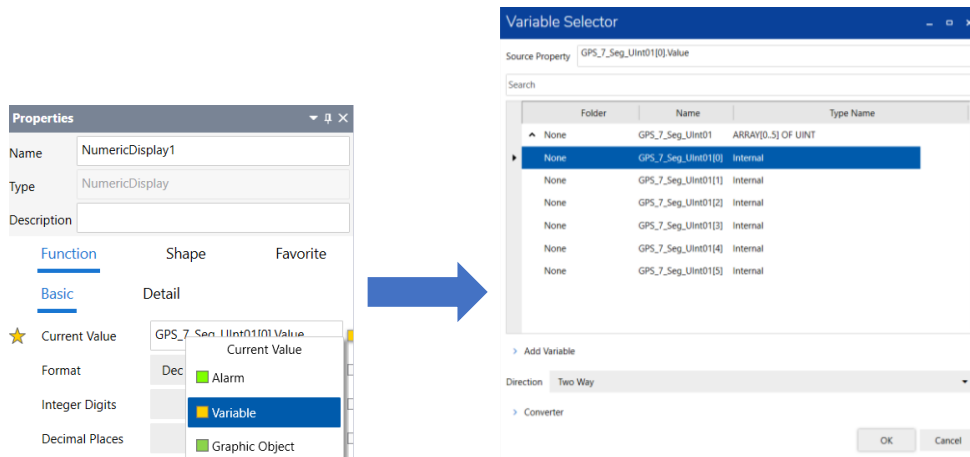 Properties
Name NumericDisplay1
Type NumericDisplay
Description
Function Shape Favorite
Basic Detail
Current Value GPS_7_Seg_UInt01[0].Value
Current Value
Format Dec
Alarm
Integer Digits
Variable
Decimal Places
Graphic Object
Variable Selector
Source Property GPS_7_Seg_UInt01[0].Value
Search
Folder Name Type Name
None GPS_7_Seg_UInt01 ARRAY[0..5] OF UINT
None GPS_7_Seg_UInt01[0] Internal
None GPS_7_Seg_UInt01[1] Internal
None GPS_7_Seg_UInt01[2] Internal
None GPS_7_Seg_UInt01[3] Internal
None GPS_7_Seg_UInt01[4] Internal
None GPS_7_Seg_UInt01[5] Internal
Add Variable
Direction Two Way
Converter
OK Cancel